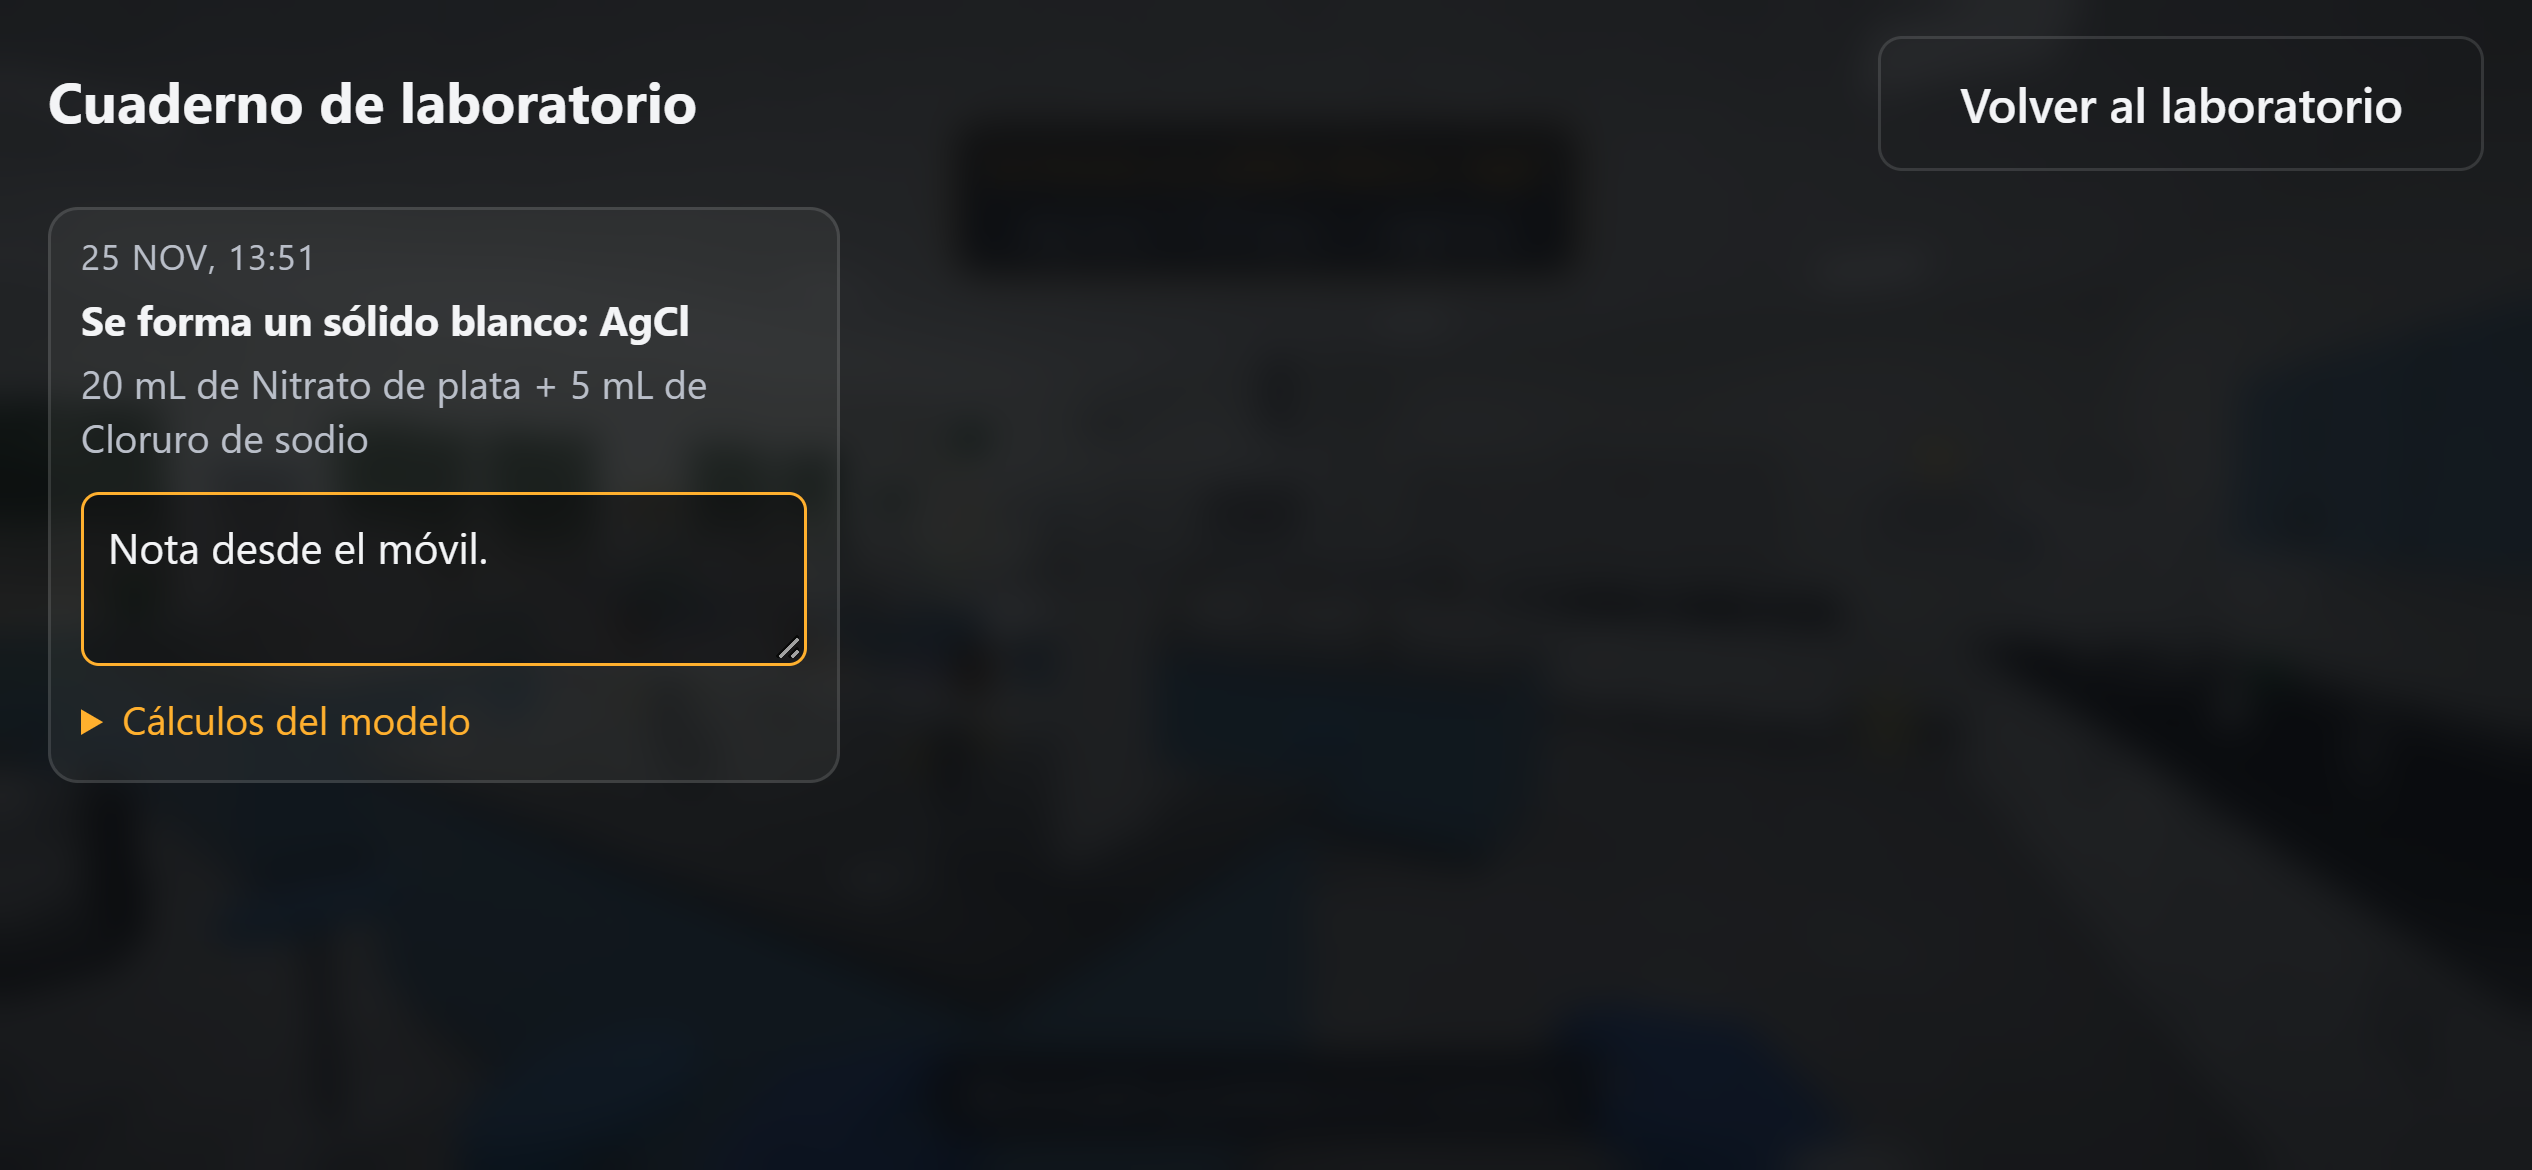 Cuaderno de laboratorio
Volver al laboratorio
25 NOV, 13:51
Se forma un sólido blanco: AgCl
20 mL de Nitrato de plata + 5 mL de
Cloruro de sodio
Nota desde el móvil.
Cálculos del modelo